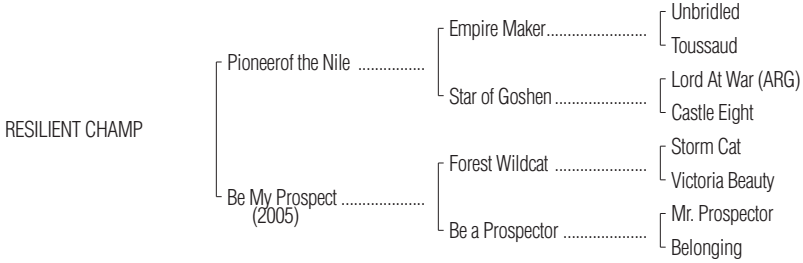 Unbridled
Empire Maker.......................
Toussaud
Pioneerof the Nile ................
Lord At War (ARG)
Star of Goshen .....................
Castle Eight
RESILIENT CHAMP
Storm Cat
Forest Wildcat .....................
Victoria Beauty
Be My Prospect ....................
(2005)
Mr. Prospector
Be a Prospector ...................
Belonging